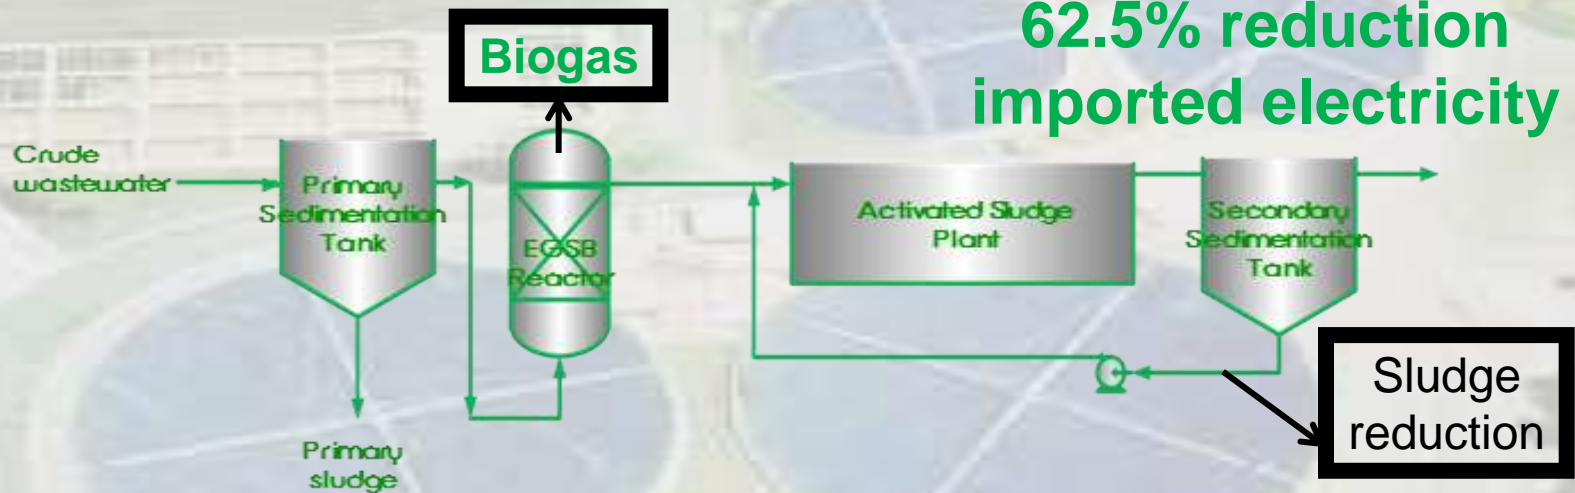 62.5% reduction
imported electricity
Biogas
Crude
wastewater
Primary
Sedimentation
Tank
EGSB
Reactor
Activated Sludge
Plant
Secondary
Sedimentation
Tank
Primary
sludge
Sludge
reduction